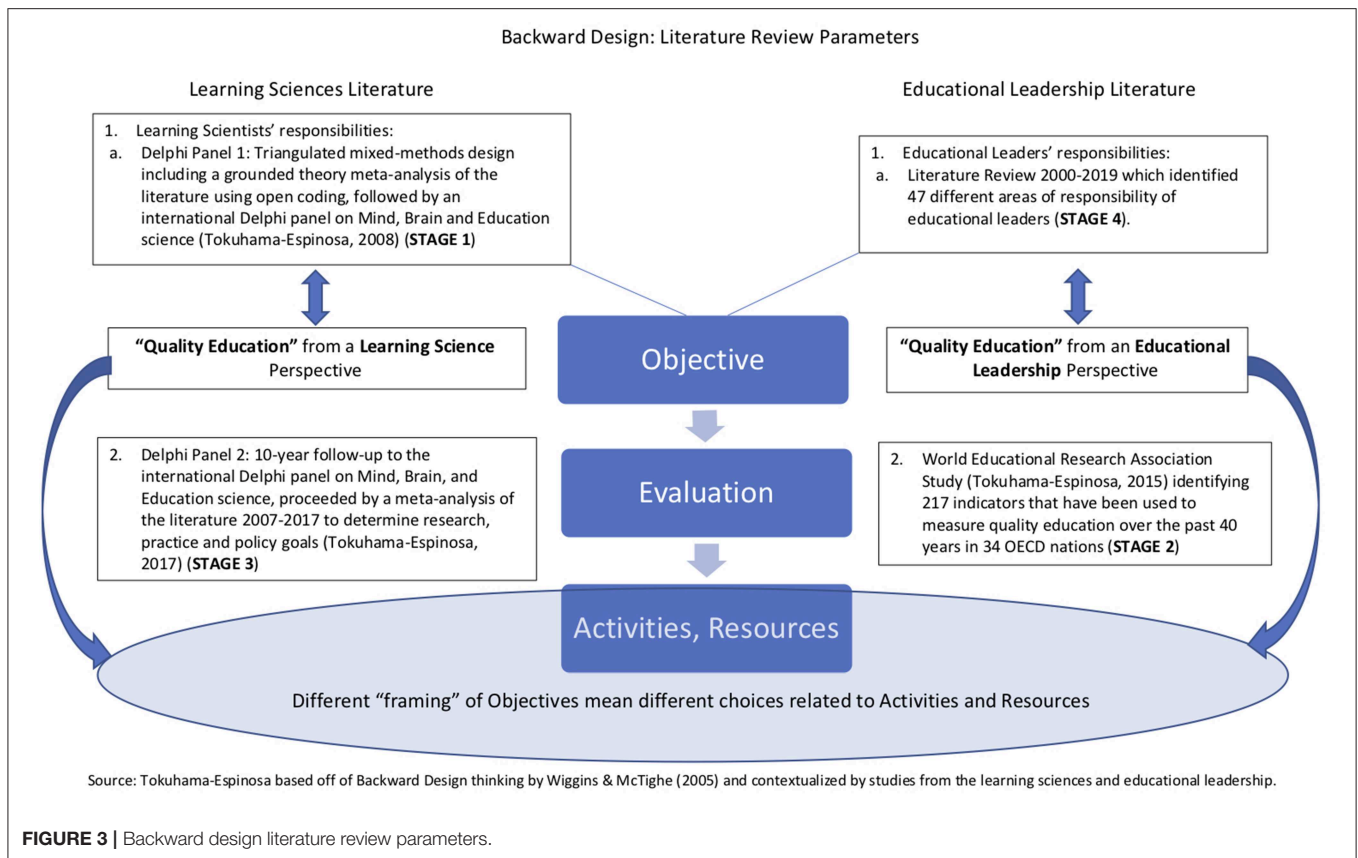 Backward Design: Literature Review Parameters
Learning Sciences Literature
1. Learning Scientists' responsibilities:
a. Delphi Panel 1: Triangulated mixed-methods design
including a grounded theory meta-analysis of the
literature using open coding, followed by an
international Delphi panel on Mind, Brain and Education
science (Tokuhama-Espinosa, 2008) (STAGE 1)
"Quality Education" from a Learning Science
Perspective
2. Delphi Panel 2: 10-year follow-up to the
international Delphi panel on Mind, Brain, and
Education science, proceeded by a meta-analysis of
the literature 2007-2017 to determine research,
practice and policy goals (Tokuhama-Espinosa,
2017) (STAGE 3)
Educational Leadership Literature
1. Educational Leaders' responsibilities:
a. Literature Review 2000-2019 which identified
47 different areas of responsibility of
educational leaders (STAGE 4).
"Quality Education" from an Educational
Leadership Perspective
2. World Educational Research Association
Study (Tokuhama-Espinosa, 2015) identifying
217 indicators that have been used to
measure quality education over the past 40
years in 34 OECD nations (STAGE 2)
Objective
Evaluation
Activities, Resources
Different "framing" of Objectives mean different choices related to Activities and Resources
Source: Tokuhama-Espinosa based off of Backward Design thinking by Wiggins & McTighe (2005) and contextualized by studies from the learning sciences and educational leadership.
FIGURE 3 | Backward design literature review parameters.